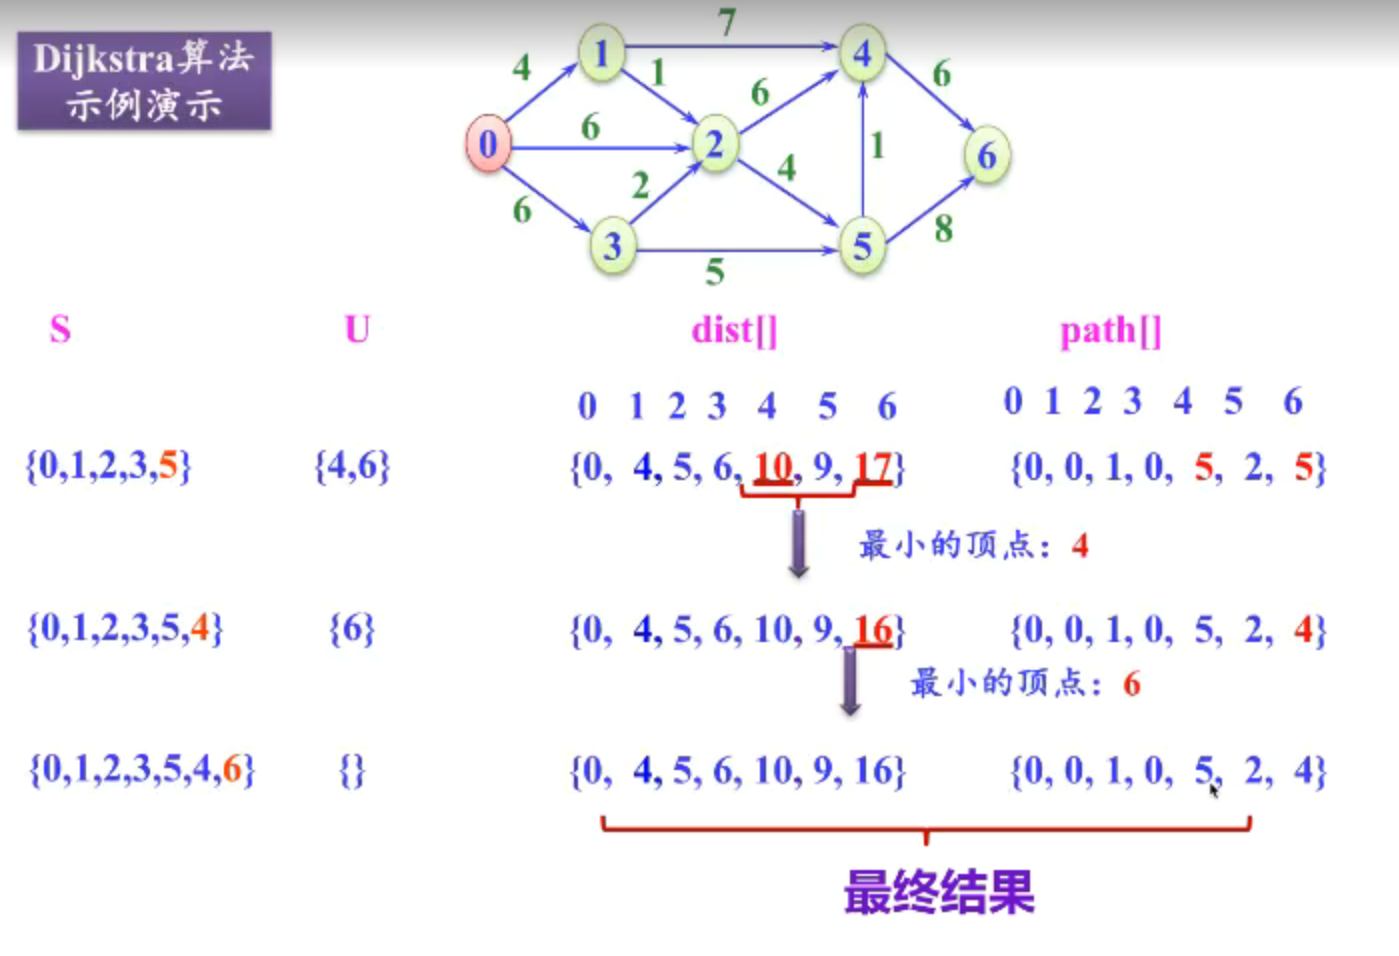 Dijkstra算法
示例演示
7
4
1
6
6
6
2
4
1
5
8
6
0
1
2
3
4
5
6
S U dist[] path[]
0 1 2 3 4 5 6 0 1 2 3 4 5 6
{0,1,2,3,5} {4,6} {0, 4, 5, 6, 10, 9, 17} {0, 0, 1, 0, 5, 2, 5}
最小的顶点：4
{0,1,2,3,5,4} {6} {0, 4, 5, 6, 10, 9, 16} {0, 0, 1, 0, 5, 2, 4}
最小的顶点：6
{0,1,2,3,5,4,6} {} {0, 4, 5, 6, 10, 9, 16} {0, 0, 1, 0, 5, 2, 4}
最终结果